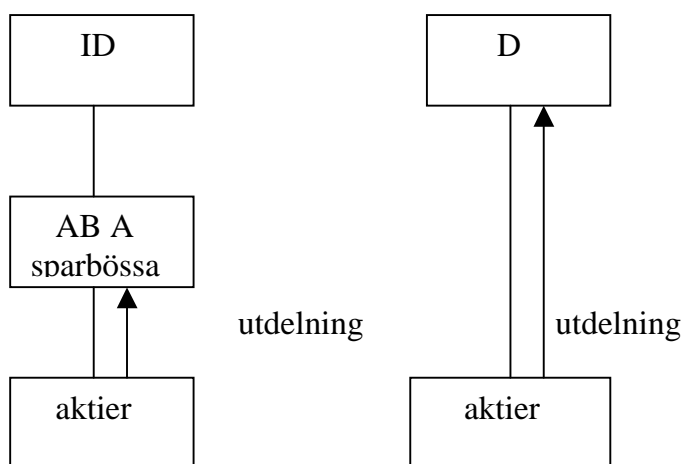 ID
D
AB A
sparbössa
utdelning
utdelning
aktier
aktier